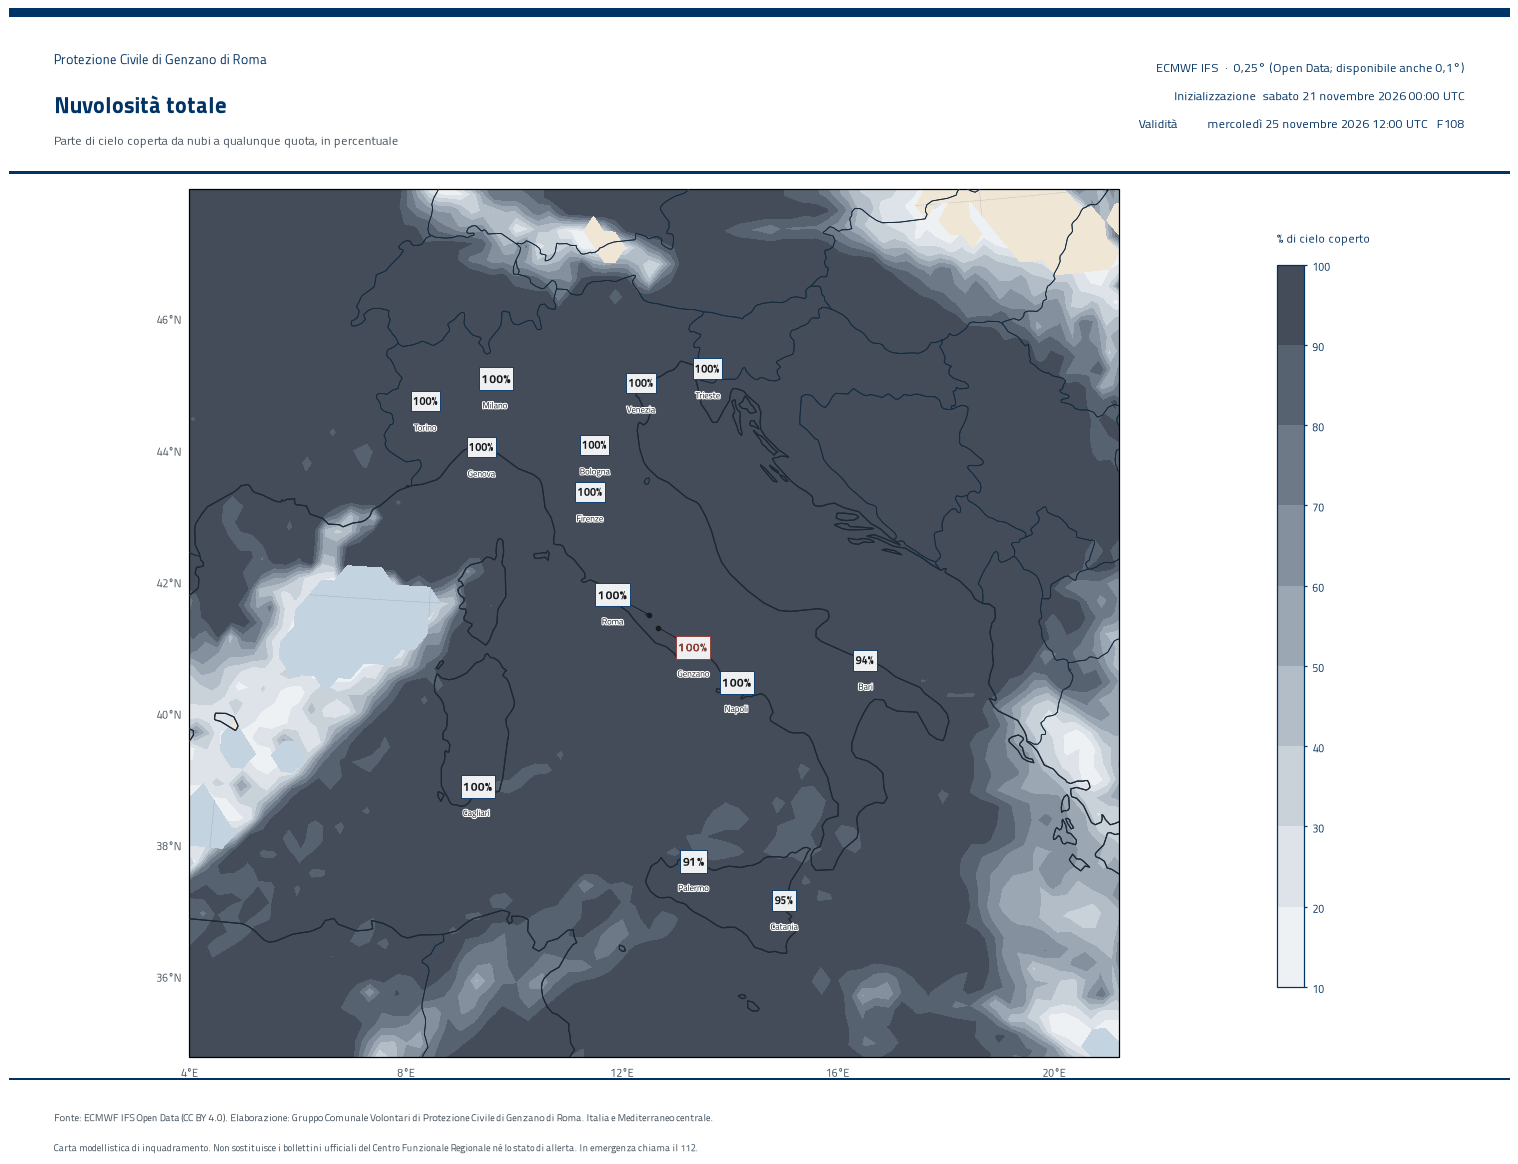 Protezione Civile di Genzano di Roma
Nuvolosità totale
Parte di cielo coperta da nubi a qualunque quota, in percentuale
ECMWF IFS · 0,25° (Open Data; disponibile anche 0,1°)
Inizializzazione sabato 21 novembre 2026 00:00 UTC
Validità mercoledì 25 novembre 2026 12:00 UTC F108
% di cielo coperto
100
90
80
70
60
50
40
30
20
10
46°N
44°N
42°N
40°N
38°N
36°N
4°E
8°E
12°E
16°E
20°E
100%
Trieste
100%
Milano
100%
Venezia
100%
Torino
100%
Genova
100%
Bologna
100%
Firenze
100%
Roma
100%
Genzano
94%
Bari
100%
Napoli
100%
Cagliari
91%
Palermo
95%
Catania
Fonte: ECMWF IFS Open Data (CC BY 4.0). Elaborazione: Gruppo Comunale Volontari di Protezione Civile di Genzano di Roma. Italia e Mediterraneo centrale.
Carta modellistica di inquadramento. Non sostituisce i bollettini ufficiali del Centro Funzionale Regionale né lo stato di allerta. In emergenza chiama il 112.